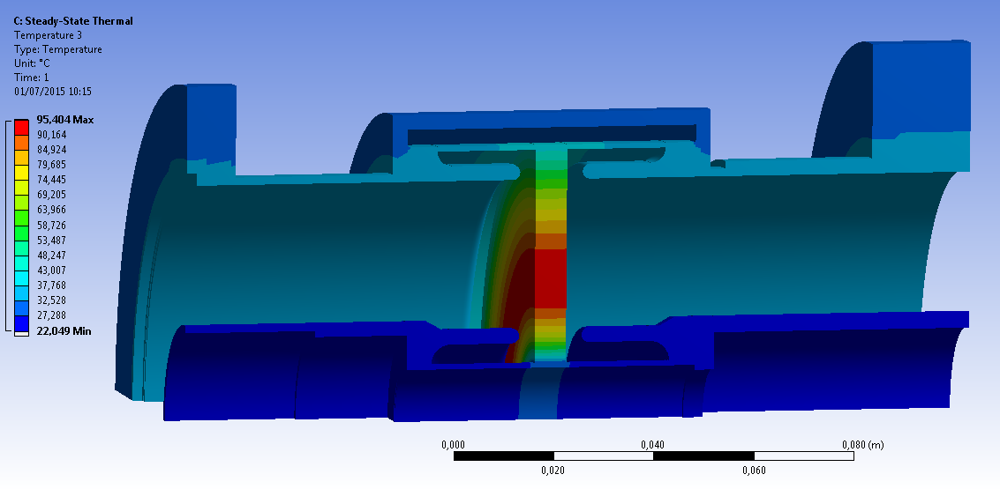 C: Steady-State Thermal
Temperature 3
Type: Temperature
Unit: °C
Time: 1
01/07/2015 10:15
95,404 Max
90,164
84,924
79,685
74,445
69,205
63,966
58,726
53,487
48,247
43,007
37,768
32,528
27,288
22,049 Min
0,000 0,040 0,080 (m)
0,020 0,060